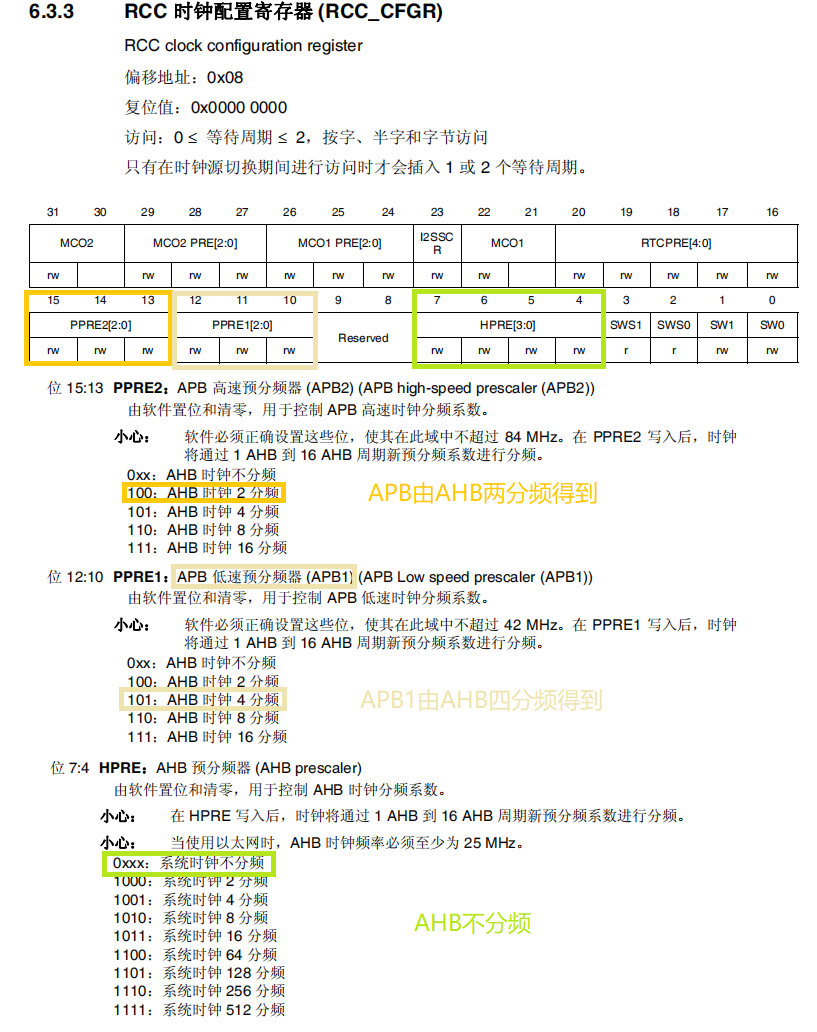 6.3.3 RCC 时钟配置寄存器 (RCC_CFGR)
RCC clock configuration register
偏移地址：0x08
复位值：0x0000 0000
访问：0 ≤ 等待周期 ≤ 2，按字、半字和字节访问
只有在时钟源切换期间进行访问时才会插入 1 或 2 个等待周期。
31 30 29 28 27 26 25 24 23 22 21 20 19 18 17 16
MCO2 MCO2 PRE[2:0] MCO1 PRE[2:0] I2SSC
R MCO1 RTCPRE[4:0]
rw rw rw rw rw rw rw rw rw rw rw rw rw rw
15 14 13 12 11 10 9 8 7 6 5 4 3 2 1 0
PPRE2[2:0] PPRE1[2:0] Reserved HPRE[3:0] SWS1 SWS0 SW1 SW0
rw rw rw rw rw rw rw rw rw rw r r rw rw
位 15:13 PPRE2：APB 高速预分频器 (APB2) (APB high-speed prescaler (APB2))
由软件置位和清零，用于控制 APB 高速时钟分频系数。
小心： 软件必须正确设置这些位，使其在此域中不超过 84 MHz。在 PPRE2 写入后，时钟
将通过 1 AHB 到 16 AHB 周期新预分频系数进行分频。
0xx：AHB 时钟不分频
100：AHB 时钟 2 分频 APB由AHB两分频得到
101：AHB 时钟 4 分频
110：AHB 时钟 8 分频
111：AHB 时钟 16 分频
位 12:10 PPRE1：APB 低速预分频器 (APB1) (APB Low speed prescaler (APB1))
由软件置位和清零，用于控制 APB 低速时钟分频系数。
小心： 软件必须正确设置这些位，使其在此域中不超过 42 MHz。在 PPRE1 写入后，时钟
将通过 1 AHB 到 16 AHB 周期新预分频系数进行分频。
0xx：AHB 时钟不分频
100：AHB 时钟 2 分频
101：AHB 时钟 4 分频 APB1由AHB四分频得到
110：AHB 时钟 8 分频
111：AHB 时钟 16 分频
位 7:4 HPRE：AHB 预分频器 (AHB prescaler)
由软件置位和清零，用于控制 AHB 时钟分频系数。
小心： 在 HPRE 写入后，时钟将通过 1 AHB 到 16 AHB 周期新预分频系数进行分频。
小心： 当使用以太网时，AHB 时钟频率必须至少为 25 MHz。
0xxx：系统时钟不分频
1000：系统时钟 2 分频
1001：系统时钟 4 分频
1010：系统时钟 8 分频 AHB不分频
1011：系统时钟 16 分频
1100：系统时钟 64 分频
1101：系统时钟 128 分频
1110：系统时钟 256 分频
1111：系统时钟 512 分频